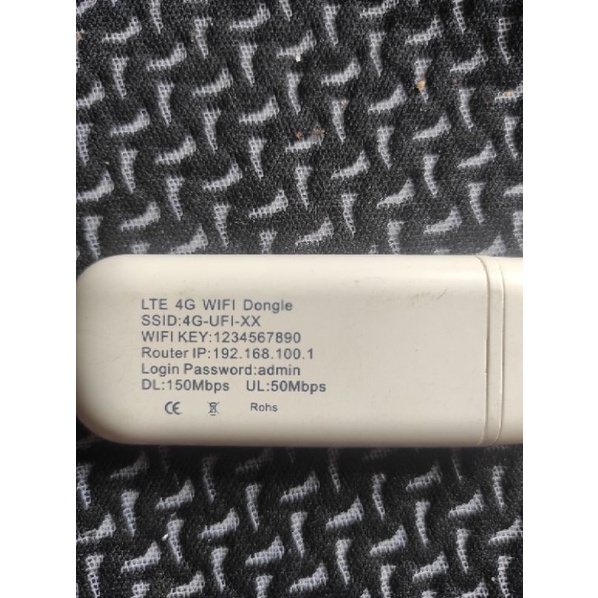 LTE 4G WIFI Dongle
SSID:4G-UFI-XX
WIFI KEY:1234567890
Router IP:192.168.100.1
Login Password:admin
DL:150Mbps UL:50Mbps
CE Rohs